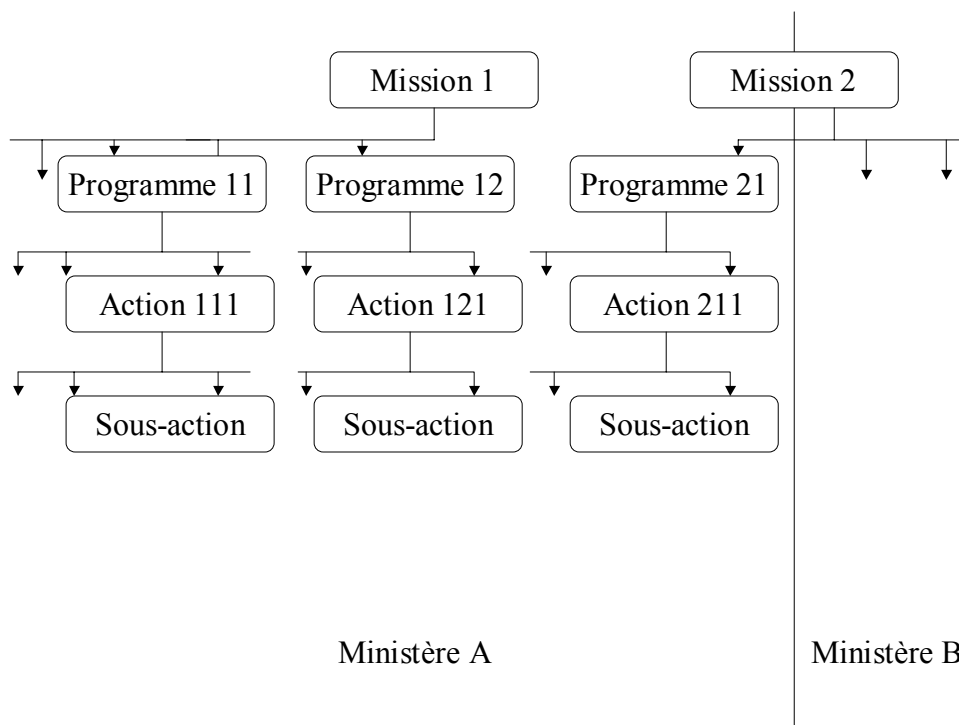 Mission 1
Mission 2
Programme 11
Programme 12
Programme 21
Action 111
Action 121
Action 211
Sous-action
Sous-action
Sous-action
Ministère A
Ministère B